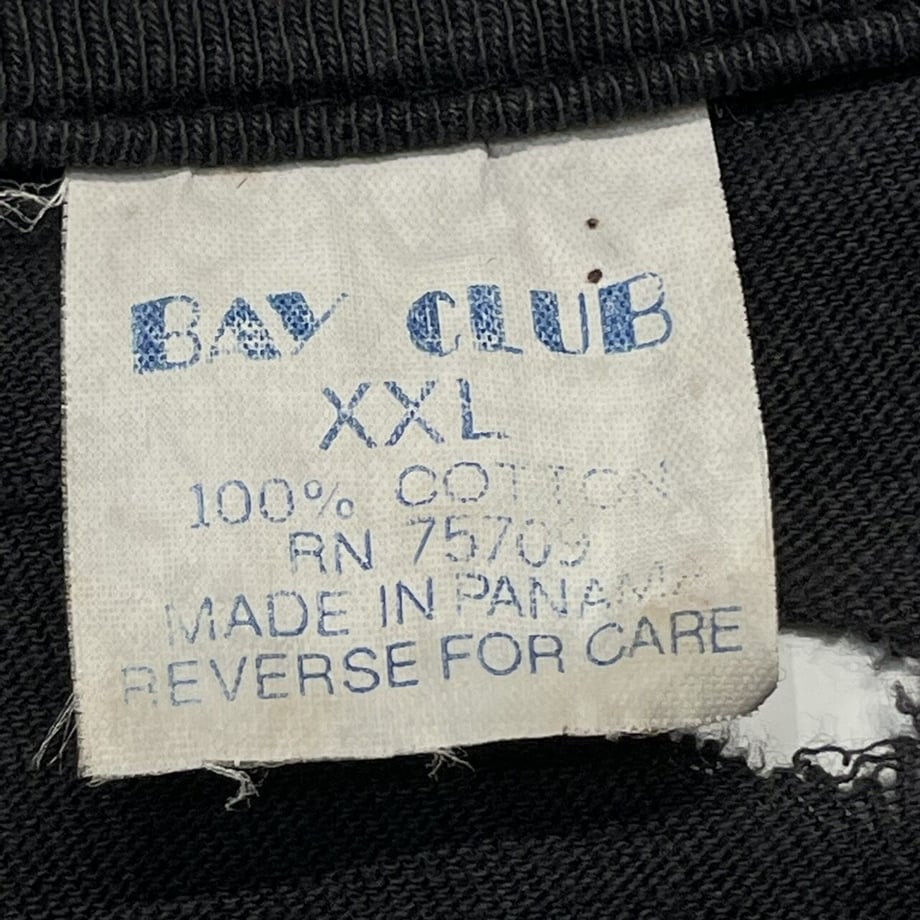 BAY CLUB
XXL
100% COTTON
RN 75709
MADE IN PANAMA
REVERSE FOR CARE